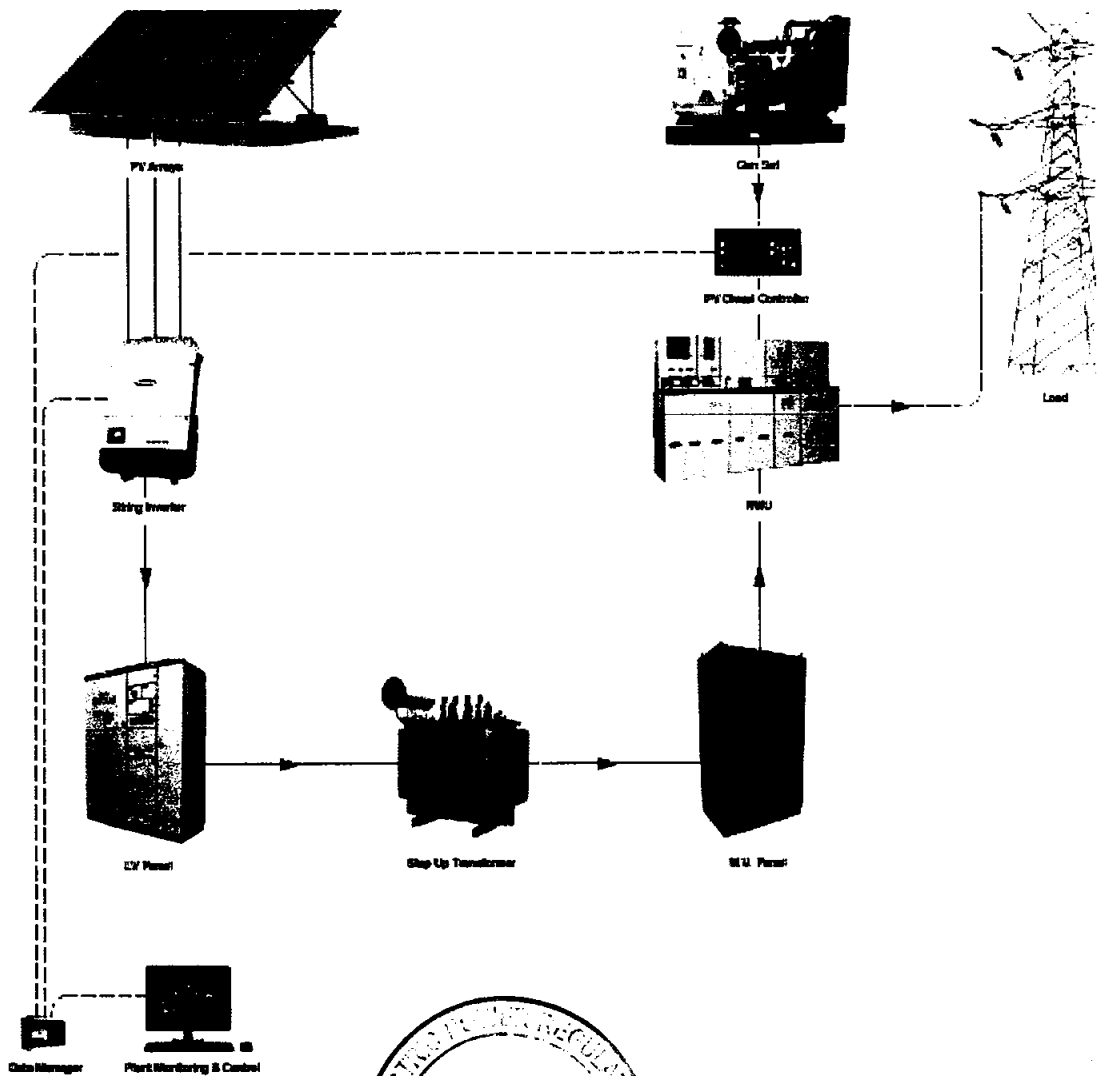 PV Arrays
Gen Set
PV Diesel Controller
Load
String Inverter
RMU
LV Panel
Step Up Transformer
M.V. Panel
Data Manager
Plant Monitoring & Control